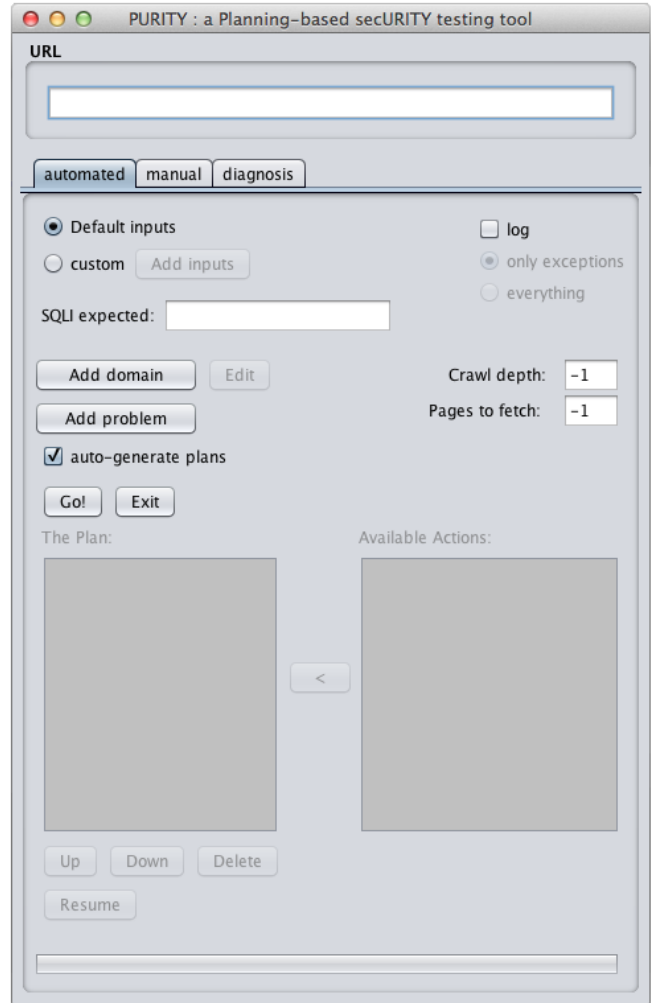 PURITY : a Planning-based secURITY testing tool
URL
automated manual diagnosis
Default inputs
log
custom Add inputs
only exceptions
everything
SQLI expected:
Add domain Edit
Crawl depth: -1
Add problem
Pages to fetch: -1
auto-generate plans
Go! Exit
The Plan:
Available Actions:
<
Up Down Delete
Resume